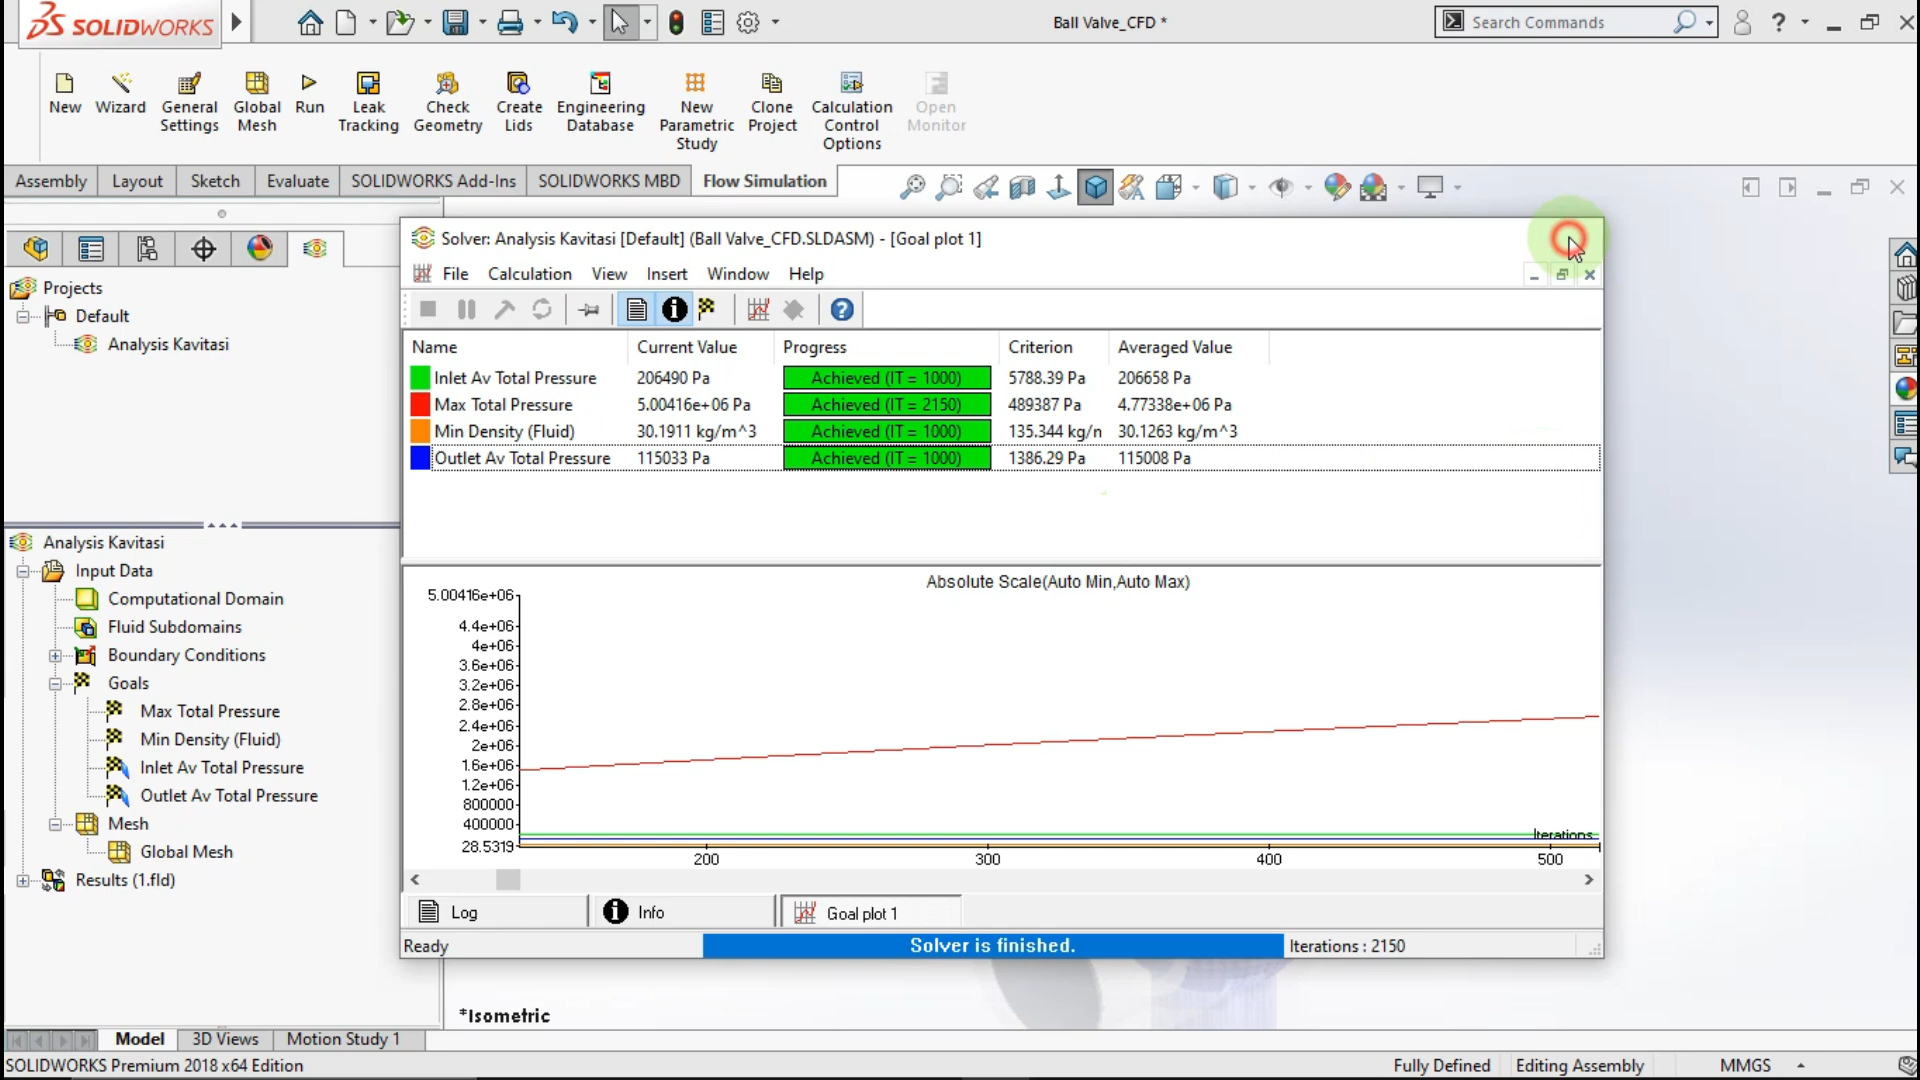 SOLIDWORKS
Ball Valve_CFD *
Search Commands
New
Wizard
General Settings
Global Mesh
Run
Leak Tracking
Check Geometry
Create Lids
Engineering Database
New Parametric Study
Clone Project
Calculation Control Options
Open Monitor
Assembly
Layout
Sketch
Evaluate
SOLIDWORKS Add-Ins
SOLIDWORKS MBD
Flow Simulation
Projects
Default
Analysis Kavitasi
Analysis Kavitasi
Input Data
Computational Domain
Fluid Subdomains
Boundary Conditions
Goals
Max Total Pressure
Min Density (Fluid)
Inlet Av Total Pressure
Outlet Av Total Pressure
Mesh
Global Mesh
Results (1.fld)
Solver: Analysis Kavitasi [Default] (Ball Valve_CFD.SLDASM) - [Goal plot 1]
File Calculation View Insert Window Help
Name Current Value Progress Criterion Averaged Value
Inlet Av Total Pressure 206490 Pa Achieved (IT = 1000) 5788.39 Pa 206658 Pa
Max Total Pressure 5.00416e+06 Pa Achieved (IT = 2150) 489387 Pa 4.77338e+06 Pa
Min Density (Fluid) 30.1911 kg/m^3 Achieved (IT = 1000) 135.344 kg/n 30.1263 kg/m^3
Outlet Av Total Pressure 115033 Pa Achieved (IT = 1000) 1386.29 Pa 115008 Pa
Absolute Scale(Auto Min,Auto Max)
5.00416e+06
4.4e+06
4e+06
3.6e+06
3.2e+06
2.8e+06
2.4e+06
2e+06
1.6e+06
1.2e+06
800000
400000
28.5319
Iterations
200 300 400 500
Log
Info
Goal plot 1
Ready
Solver is finished.
Iterations : 2150
*Isometric
Model
3D Views
Motion Study 1
SOLIDWORKS Premium 2018 x64 Edition
Fully Defined
Editing Assembly
MMGS